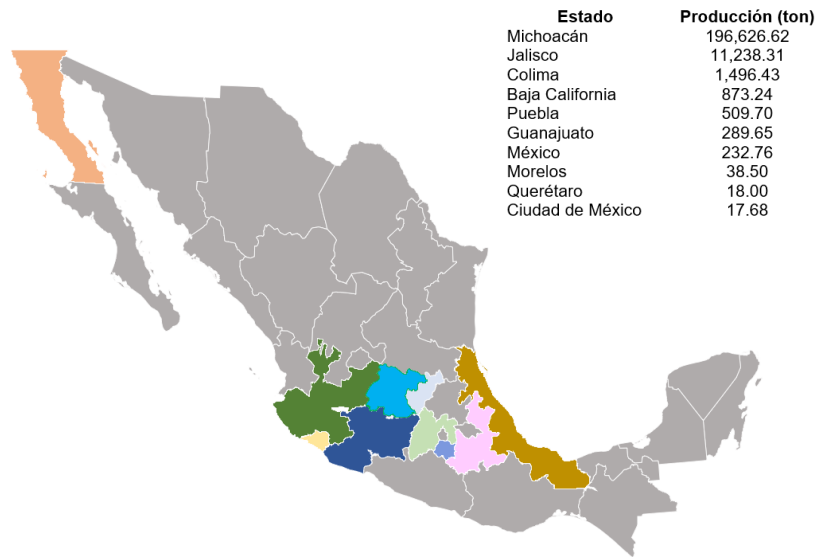 Estado Producción (ton)
Michoacán 196,626.62
Jalisco 11,238.31
Colima 1,496.43
Baja California 873.24
Puebla 509.70
Guanajuato 289.65
México 232.76
Morelos 38.50
Querétaro 18.00
Ciudad de México 17.68